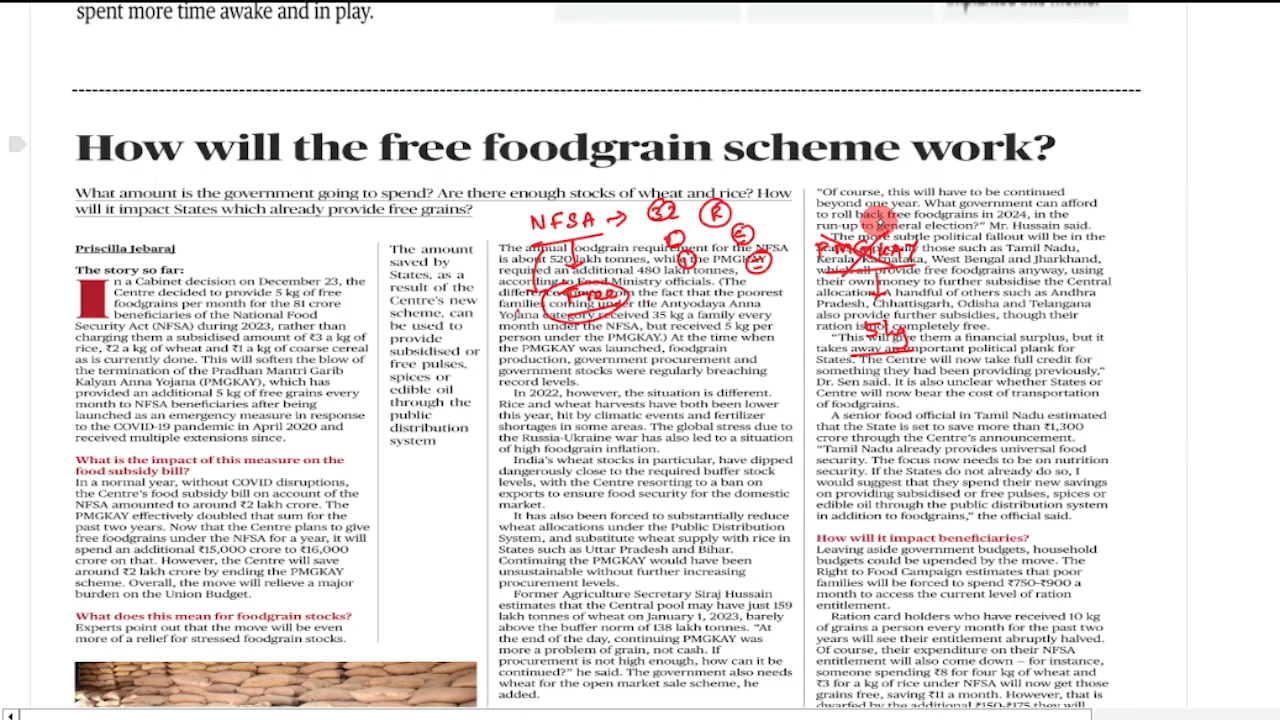 spent more time awake and in play.
How will the free foodgrain scheme work?
What amount is the government going to spend? Are there enough stocks of wheat and rice? How
will it impact States which already provide free grains?
Priscilla Jebaraj
The story so far:
In a Cabinet decision on December 23, the
Centre decided to provide 5 kg of free
foodgrains per month for the 81 crore
beneficiaries of the National Food
Security Act (NFSA) during 2023, rather than
charging them a subsidised amount of ₹3 a kg of
rice, ₹2 a kg of wheat and ₹1 a kg of coarse cereal
as is currently done. This will soften the blow of
the termination of the Pradhan Mantri Garib
Kalyan Anna Yojana (PMGKAY), which has
provided an additional 5 kg of free grains every
month to NFSA beneficiaries after being
launched as an emergency measure in response
to the COVID-19 pandemic in April 2020 and
received multiple extensions since.
What is the impact of this measure on the
food subsidy bill?
In a normal year, without COVID disruptions,
the Centre's food subsidy bill on account of the
NFSA amounted to around ₹2 lakh crore. The
PMGKAY effectively doubled that sum for the
past two years. Now that the Centre plans to give
free foodgrains under the NFSA for a year, it will
spend an additional ₹15,000 crore to ₹16,000
crore on that. However, the Centre will save
around ₹2 lakh crore by ending the PMGKAY
scheme. Overall, the move will relieve a major
burden on the Union Budget.
What does this mean for foodgrain stocks?
Experts point out that the move will be even
more of a relief for stressed foodgrain stocks.
The amount
saved by
States, as a
result of the
Centre's new
scheme, can
be used to
provide
subsidised or
free pulses,
spices or
edible oil
through the
public
distribution
system
NFSA → 32 R
Free
The annual foodgrain requirement for the NFSA
is about 520 lakh tonnes, while the PMGKAY
required an additional 480 lakh tonnes,
according to Food Ministry officials. (The
difference comes from the fact that the poorest
families coming under the Antyodaya Anna
Yojana category received 35 kg a family every
month under the NFSA, but received 5 kg per
person under the PMGKAY.) At the time when
the PMGKAY was launched, foodgrain
production, government procurement and
government stocks were regularly breaching
record levels.
In 2022, however, the situation is different.
Rice and wheat harvests have both been lower
this year, hit by climatic events and fertilizer
shortages in some areas. The global stress due to
the Russia-Ukraine war has also led to a situation
of high foodgrain inflation.
India's wheat stocks in particular, have dipped
dangerously close to the required buffer stock
levels, with the Centre resorting to a ban on
exports to ensure food security for the domestic
market.
It has also been forced to substantially reduce
wheat allocations under the Public Distribution
System, and substitute wheat supply with rice in
States such as Uttar Pradesh and Bihar.
Continuing the PMGKAY would have been
unsustainable without further increasing
procurement levels.
Former Agriculture Secretary Siraj Hussain
estimates that the Central pool may have just 159
lakh tonnes of wheat on January 1, 2023, barely
above the buffer norm of 138 lakh tonnes. "At
the end of the day, continuing PMGKAY was
more a problem of grain, not cash. If
procurement is not high enough, how can it be
continued?" he said. The government also needs
wheat for the open market sale scheme, he
added.
"Of course, this will have to be continued
beyond one year. What government can afford
to roll back free foodgrains in 2024, in the
run-up to general election?" Mr. Hussain said.
The more subtle political fallout will be in the
those such as Tamil Nadu,
Kerala, Karnataka, West Bengal and Jharkhand,
which all provide free foodgrains anyway, using
their own money to further subsidise the Central
allocation. A handful of others such as Andhra
Pradesh, Chhattisgarh, Odisha and Telangana
also provide further subsidies, though their
ration is not completely free.
PMGKAY
5 kg
"This will give them a financial surplus, but it
takes away an important political plank for
States. The Centre will now take full credit for
something they had been providing previously,"
Dr. Sen said. It is also unclear whether States or
Centre will now bear the cost of transportation
of foodgrains.
A senior food official in Tamil Nadu estimated
that the State is set to save more than ₹1,300
crore through the Centre's announcement.
"Tamil Nadu already provides universal food
security. The focus now needs to be on nutrition
security. If the States do not already do so, I
would suggest that they spend their new savings
on providing subsidised or free pulses, spices or
edible oil through the public distribution system
in addition to foodgrains," the official said.
How will it impact beneficiaries?
Leaving aside government budgets, household
budgets could be upended by the move. The
Right to Food Campaign estimates that poor
families will be forced to spend ₹750-₹900 a
month to access the current level of ration
entitlement.
Ration card holders who have received 10 kg
of grains a person every month for the past two
years will see their entitlement abruptly halved.
Of course, their expenditure on their NFSA
entitlement will also come down – for instance,
someone spending ₹8 for four kg of wheat and
₹3 for a kg of rice under NFSA will now get those
grains free, saving ₹11 a month. However, that is
dwarfed by the additional ₹150-₹175 they will